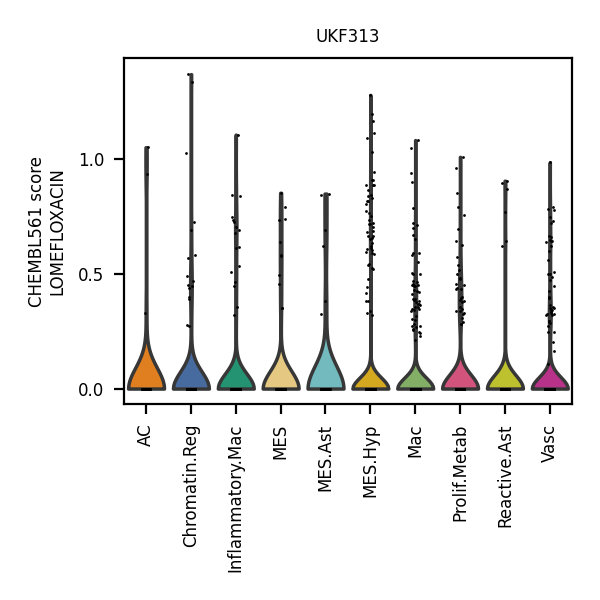 UKF313
CHEMBL561 score
LOMEFLOXACIN
1.0
0.5
0.0
AC
Chromatin.Reg
Inflammatory.Mac
MES
MES.Ast
MES.Hyp
Mac
Prolif.Metab
Reactive.Ast
Vasc